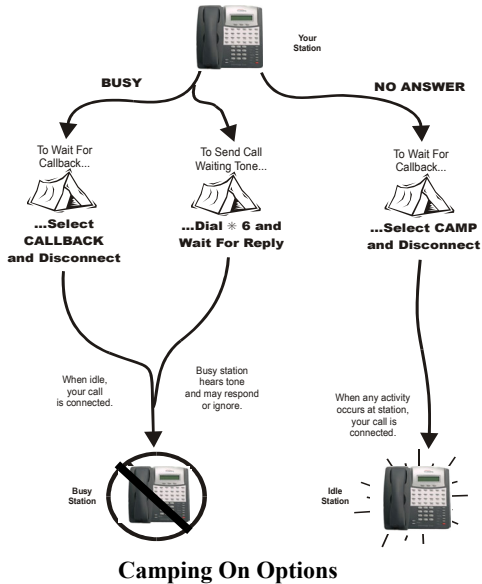 Your
Station
BUSY
NO ANSWER
To Wait For
Callback...
To Send Call
Waiting Tone...
To Wait For
Callback...
...Select
CALLBACK
and Disconnect
...Dial ✳ 6 and
Wait For Reply
...Select CAMP
and Disconnect
When idle,
your call
is connected.
Busy station
hears tone
and may respond
or ignore.
When any activity
occurs at station,
your call is
connected.
Busy
Station
Idle
Station
Camping On Options